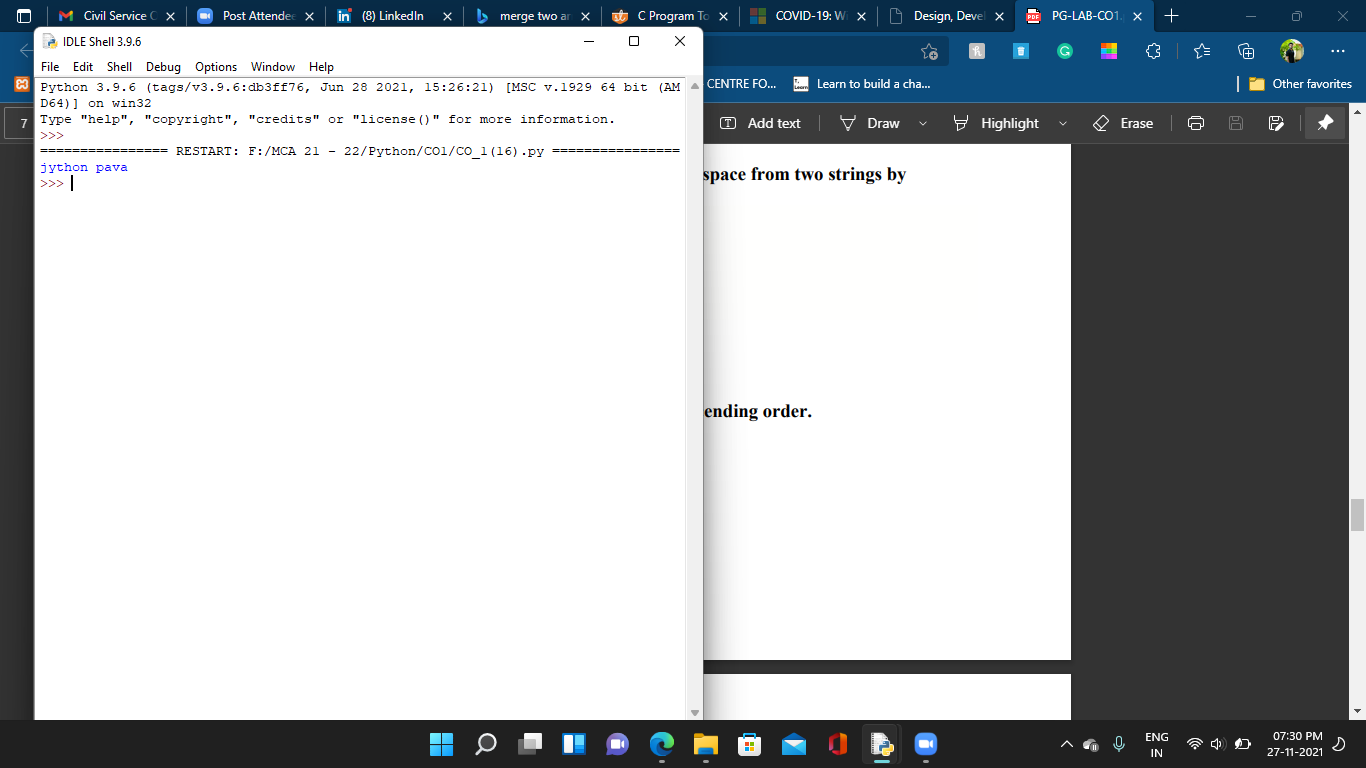 Civil Service C
Post Attendee
(8) LinkedIn
merge two ar
C Program To
COVID-19: W
Design, Deve
PG-LAB-CO1.
IDLE Shell 3.9.6
File Edit Shell Debug Options Window Help
CENTRE FO...
Learn to build a cha...
Other favorites
7
Add text
Draw
Highlight
Erase
Python 3.9.6 (tags/v3.9.6:db3ff76, Jun 28 2021, 15:26:21) [MSC v.1929 64 bit (AM
D64)] on win32
Type "help", "copyright", "credits" or "license()" for more information.
>>>
================ RESTART: F:/MCA 21 - 22/Python/CO1/CO_1(16).py ================
jython pava
>>>
space from two strings by
ending order.
ENG
IN
07:30 PM
27-11-2021